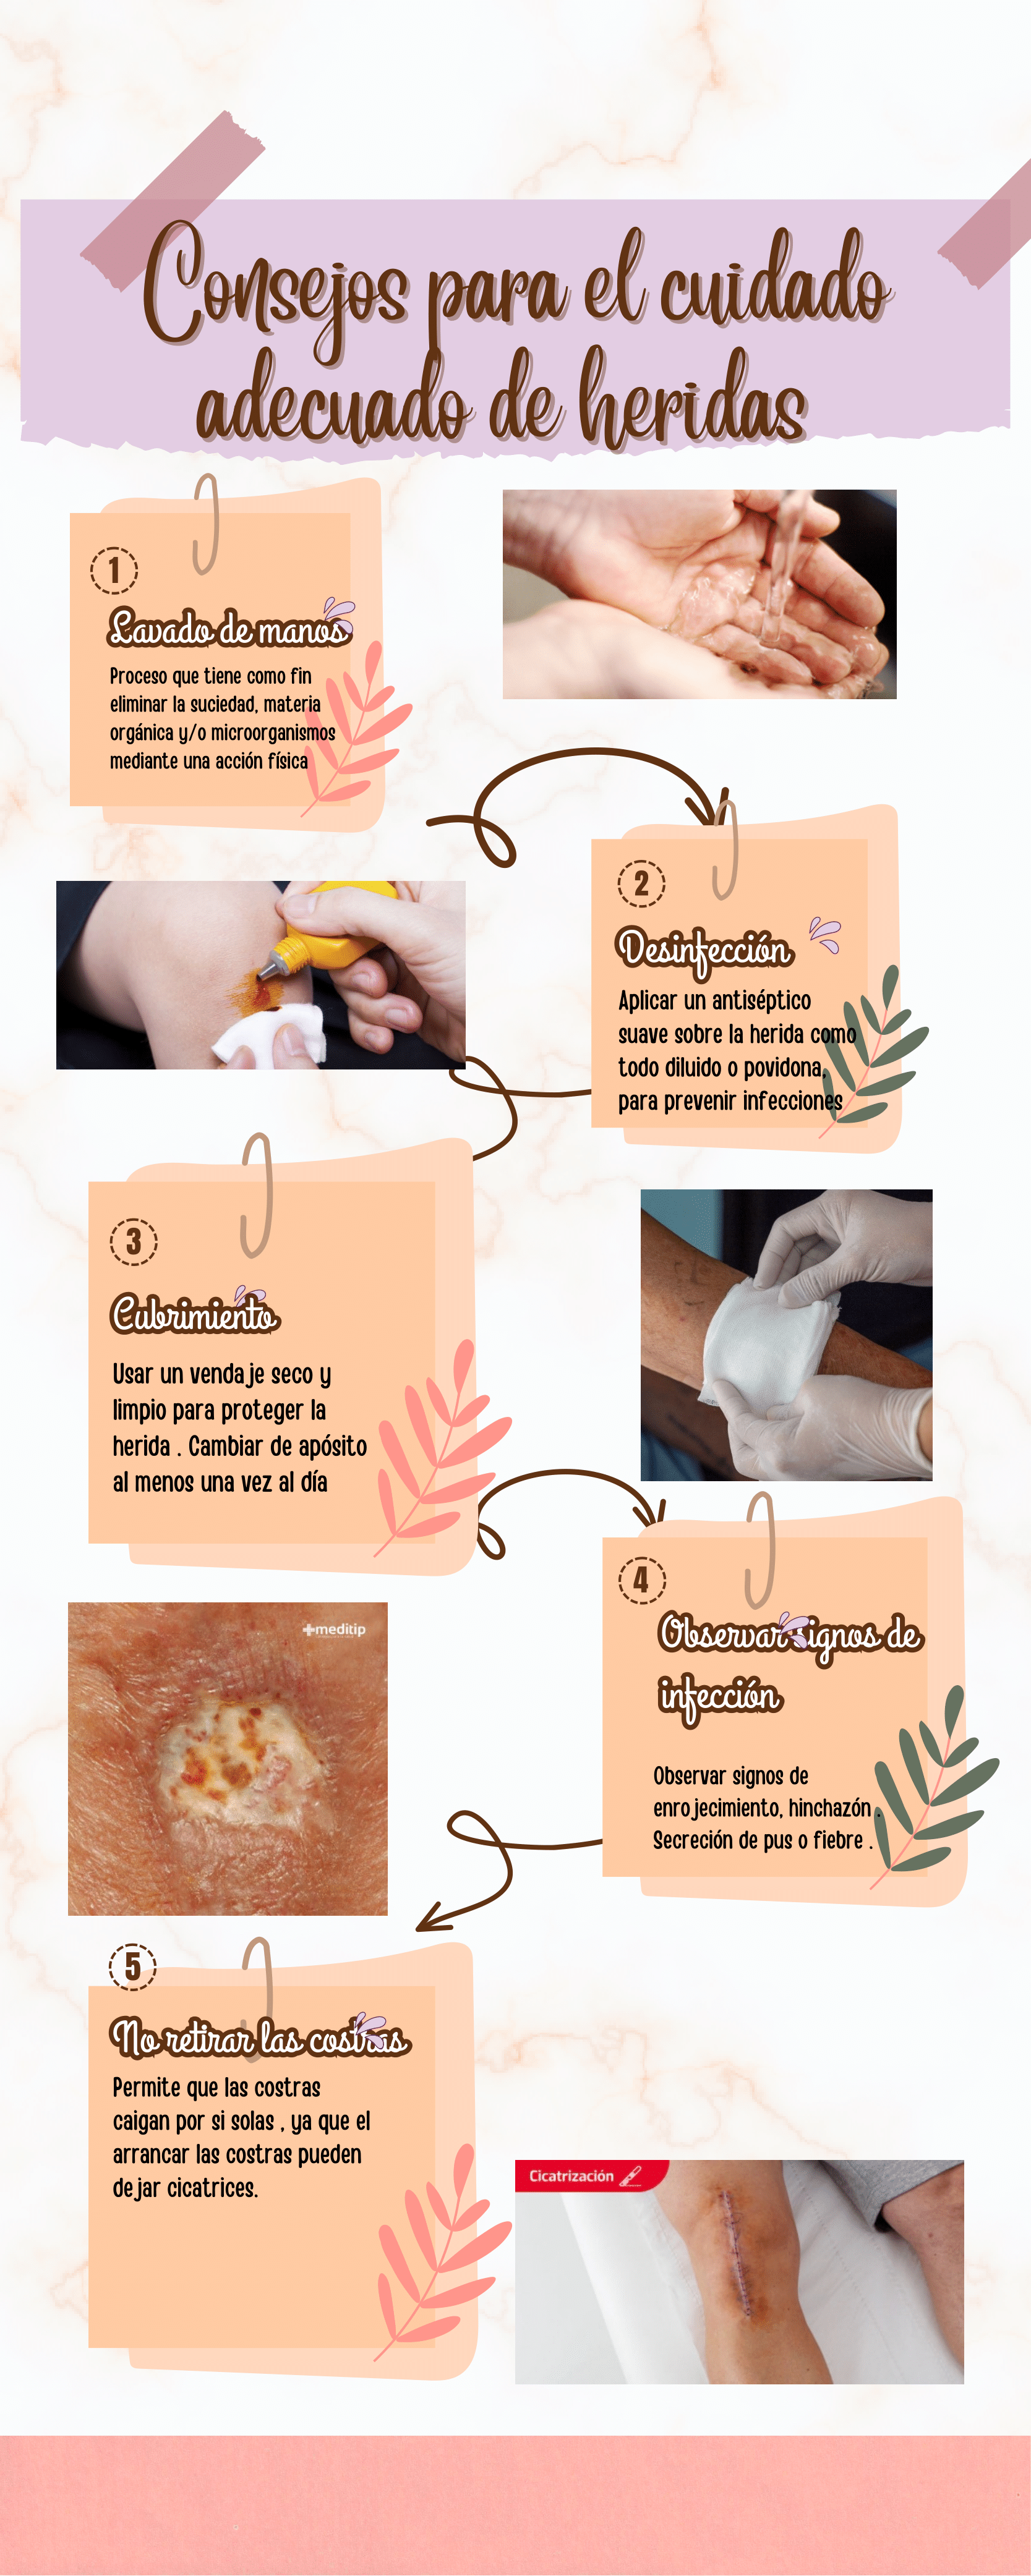 Consejos para el cuidado
adecuado de heridas
1
Lavado de manos
Proceso que tiene como fin
eliminar la suciedad, materia
orgánica y/o microorganismos
mediante una acción física
2
Desinfección
Aplicar un antiséptico
suave sobre la herida como
todo diluido o povidona,
para prevenir infecciones
3
Cubrimiento
Usar un vendaje seco y
limpio para proteger la
herida . Cambiar de apósito
al menos una vez al día
4
Observar signos de
infección
Observar signos de
enrojecimiento, hinchazón .
Secreción de pus o fiebre .
meditip
5
No retirar las costras
Permite que las costras
caigan por si solas , ya que el
arrancar las costras pueden
dejar cicatrices.
Cicatrización